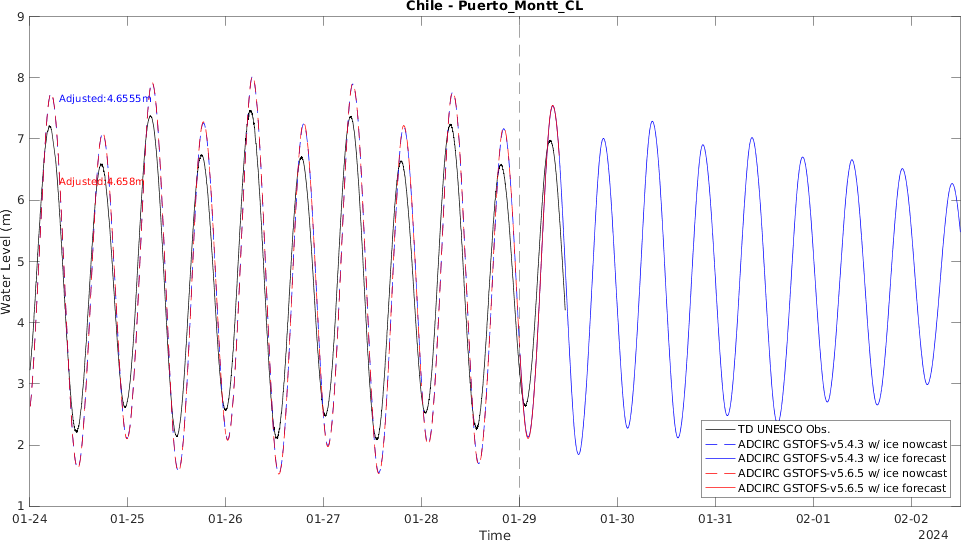 Chile - Puerto_Montt_CL
9
8
7
6
5
4
3
2
1
Water Level (m)
Adjusted:4.6555m
Adjusted:4.658m
TD UNESCO Obs.
ADCIRC GSTOFS-v5.4.3 w/ ice nowcast
ADCIRC GSTOFS-v5.4.3 w/ ice forecast
ADCIRC GSTOFS-v5.6.5 w/ ice nowcast
ADCIRC GSTOFS-v5.6.5 w/ ice forecast
01-24 01-25 01-26 01-27 01-28 01-29 01-30 01-31 02-01 02-02
Time
2024